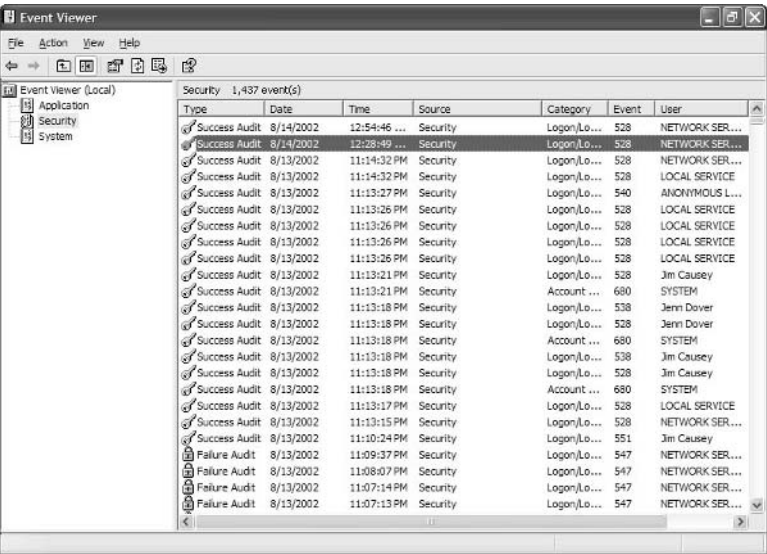 Event Viewer
File Action View Help
Event Viewer (Local)
Application
Security
System
Security 1,437 event(s)
Type Date Time Source Category Event User
Success Audit 8/14/2002 12:54:46 ... Security Logon/Lo... 528 NETWORK SER...
Success Audit 8/14/2002 12:28:49 ... Security Logon/Lo... 528 NETWORK SER...
Success Audit 8/13/2002 11:14:32 PM Security Logon/Lo... 528 NETWORK SER...
Success Audit 8/13/2002 11:14:32 PM Security Logon/Lo... 528 LOCAL SERVICE
Success Audit 8/13/2002 11:13:27 PM Security Logon/Lo... 540 ANONYMOUS L...
Success Audit 8/13/2002 11:13:26 PM Security Logon/Lo... 528 LOCAL SERVICE
Success Audit 8/13/2002 11:13:26 PM Security Logon/Lo... 528 LOCAL SERVICE
Success Audit 8/13/2002 11:13:26 PM Security Logon/Lo... 528 LOCAL SERVICE
Success Audit 8/13/2002 11:13:26 PM Security Logon/Lo... 528 LOCAL SERVICE
Success Audit 8/13/2002 11:13:21 PM Security Logon/Lo... 528 Jim Causey
Success Audit 8/13/2002 11:13:21 PM Security Account ... 680 SYSTEM
Success Audit 8/13/2002 11:13:18 PM Security Logon/Lo... 538 Jenn Dover
Success Audit 8/13/2002 11:13:18 PM Security Logon/Lo... 528 Jenn Dover
Success Audit 8/13/2002 11:13:18 PM Security Account ... 680 SYSTEM
Success Audit 8/13/2002 11:13:18 PM Security Logon/Lo... 538 Jim Causey
Success Audit 8/13/2002 11:13:18 PM Security Logon/Lo... 528 Jim Causey
Success Audit 8/13/2002 11:13:18 PM Security Account ... 680 SYSTEM
Success Audit 8/13/2002 11:13:17 PM Security Logon/Lo... 528 LOCAL SERVICE
Success Audit 8/13/2002 11:13:15 PM Security Logon/Lo... 528 NETWORK SER...
Success Audit 8/13/2002 11:10:24 PM Security Logon/Lo... 551 Jim Causey
Failure Audit 8/13/2002 11:09:37 PM Security Logon/Lo... 547 NETWORK SER...
Failure Audit 8/13/2002 11:08:07 PM Security Logon/Lo... 547 NETWORK SER...
Failure Audit 8/13/2002 11:07:14 PM Security Logon/Lo... 547 NETWORK SER...
Failure Audit 8/13/2002 11:07:13 PM Security Logon/Lo... 547 NETWORK SER...